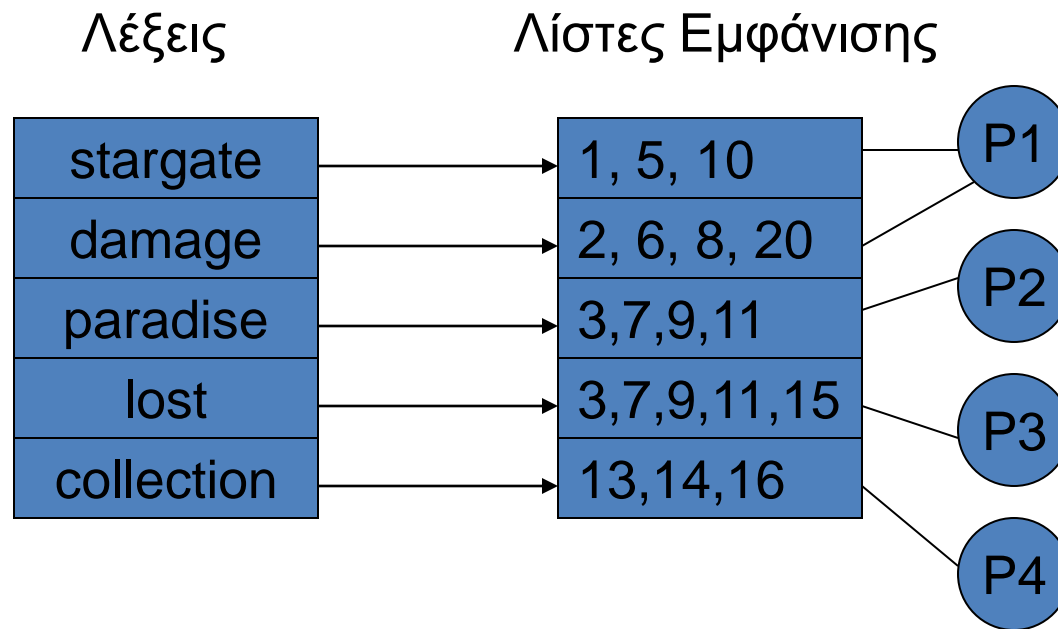 Λέξεις
Λίστες Εμφάνισης
stargate
1, 5, 10
damage
2, 6, 8, 20
paradise
3,7,9,11
lost
3,7,9,11,15
collection
13,14,16
P1
P2
P3
P4